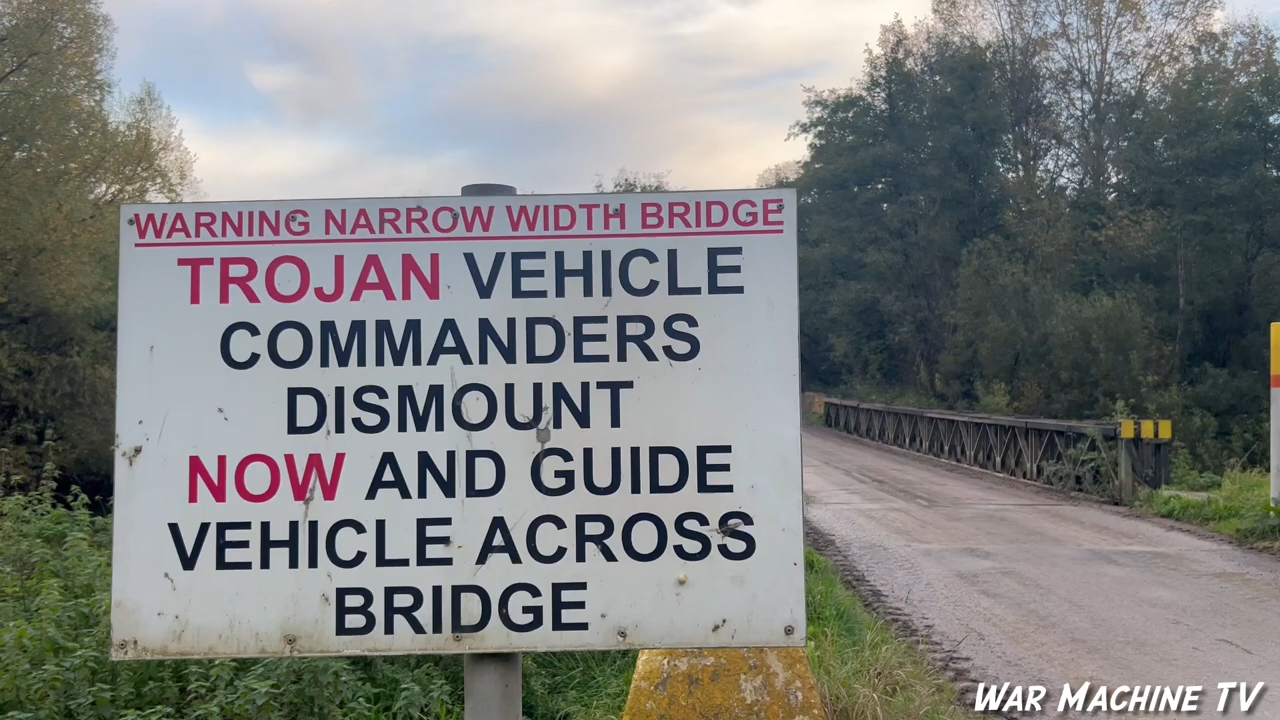 WARNING NARROW WIDTH BRIDGE
TROJAN VEHICLE
COMMANDERS
DISMOUNT
NOW AND GUIDE
VEHICLE ACROSS
BRIDGE
WAR MACHINE TV